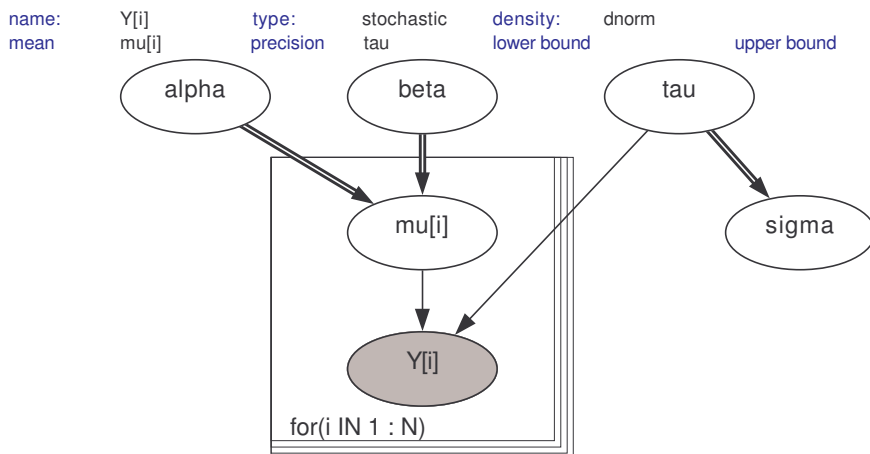 name: Y[i] type: stochastic density: dnorm
mean mu[i] precision tau lower bound upper bound
alpha beta tau
mu[i] sigma
Y[i]
for(i IN 1 : N)